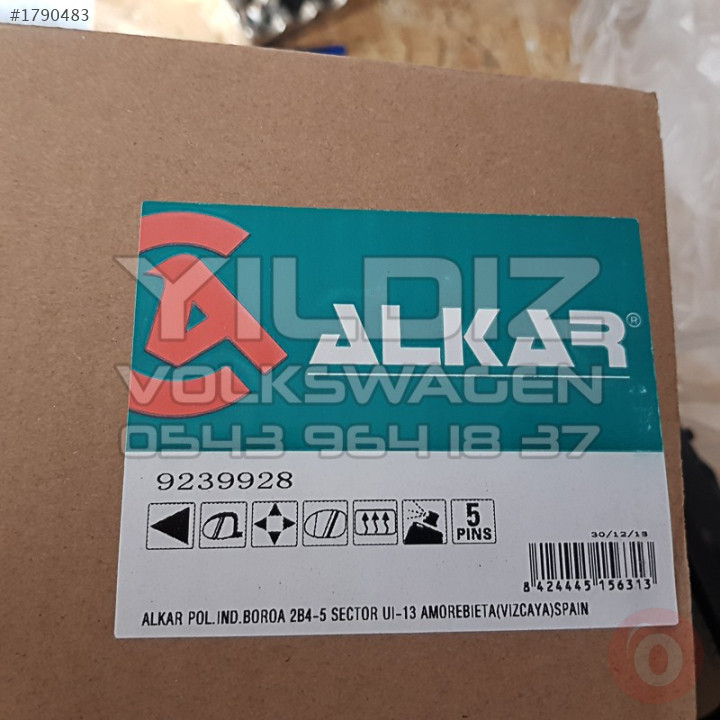 #1790483
YILDIZ
ALKAR®
VOLKSWAGEN
0543 964 18 37
9239928
5
PINS
30/12/13
8 424445 156313
ALKAR POL.IND.BOROA 2B4-5 SECTOR UI-13 AMOREBIETA(VIZCAYA)SPAIN